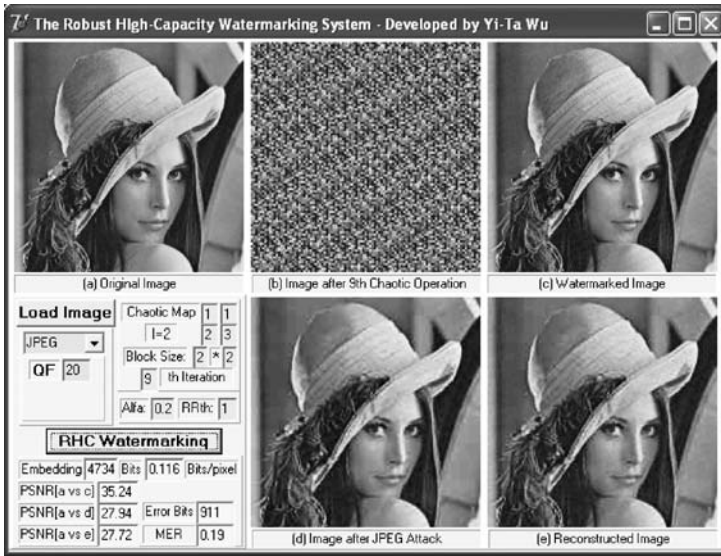 The Robust HIgh-Capacity Watermarking System - Developed by Yi-Ta Wu
(a) Original Image
(b) Image after 9th Chaotic Operation
(c) Watermarked Image
Load Image
JPEG
QF 20
Chaotic Map 1 1
l=2 2 3
Block Size: 2 * 2
9 th Iteration
Alfa: 0.2 RRth: 1
RHC Watermarking
Embedding 4734 Bits 0.116 Bits/pixel
PSNR[a vs c] 35.24
PSNR[a vs d] 27.94 Error Bits 911
PSNR[a vs e] 27.72 MER 0.19
(d) Image after JPEG Attack
(e) Reconstructed Image